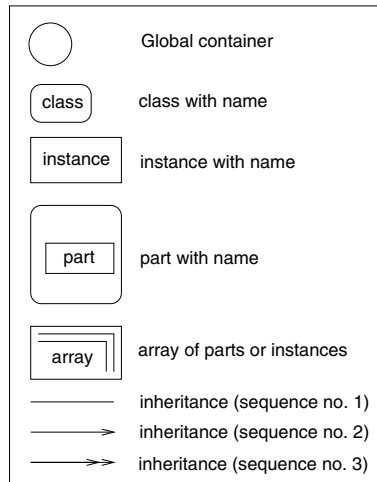 Global container
class class with name
instance instance with name
part part with name
array array of parts or instances
inheritance (sequence no. 1)
inheritance (sequence no. 2)
inheritance (sequence no. 3)